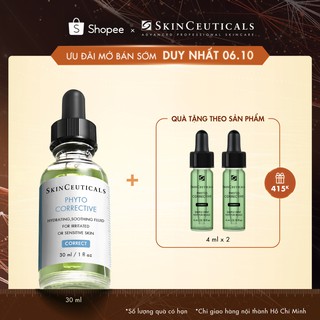 Shopee × SKINCEUTICALS
ADVANCED PROFESSIONAL SKINCARE
ƯU ĐÃI MỞ BÁN SỚM DUY NHẤT 06.10
QUÀ TẶNG THEO SẢN PHẨM
SKINCEUTICALS
PHYTO
CORRECTIVE
HYDRATING, SOOTHING FLUID
FOR IRRITATED
OR SENSITIVE SKIN
CORRECT
30 ml / 1 fl oz
+
415K
4 ml x 2
30 ml
*Số lượng quà có hạn *Chỉ giao hàng nội thành Hồ Chí Minh